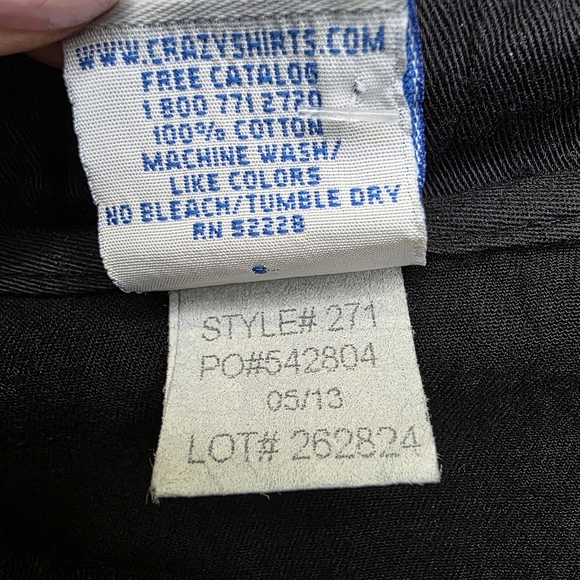 WWW.CRAZYSHIRTS.COM
FREE CATALOG
1 800 771 2720
100% COTTON
MACHINE WASH/
LIKE COLORS
NO BLEACH/TUMBLE DRY
RN 52228
STYLE# 271
PO#542804
05/13
LOT# 262824